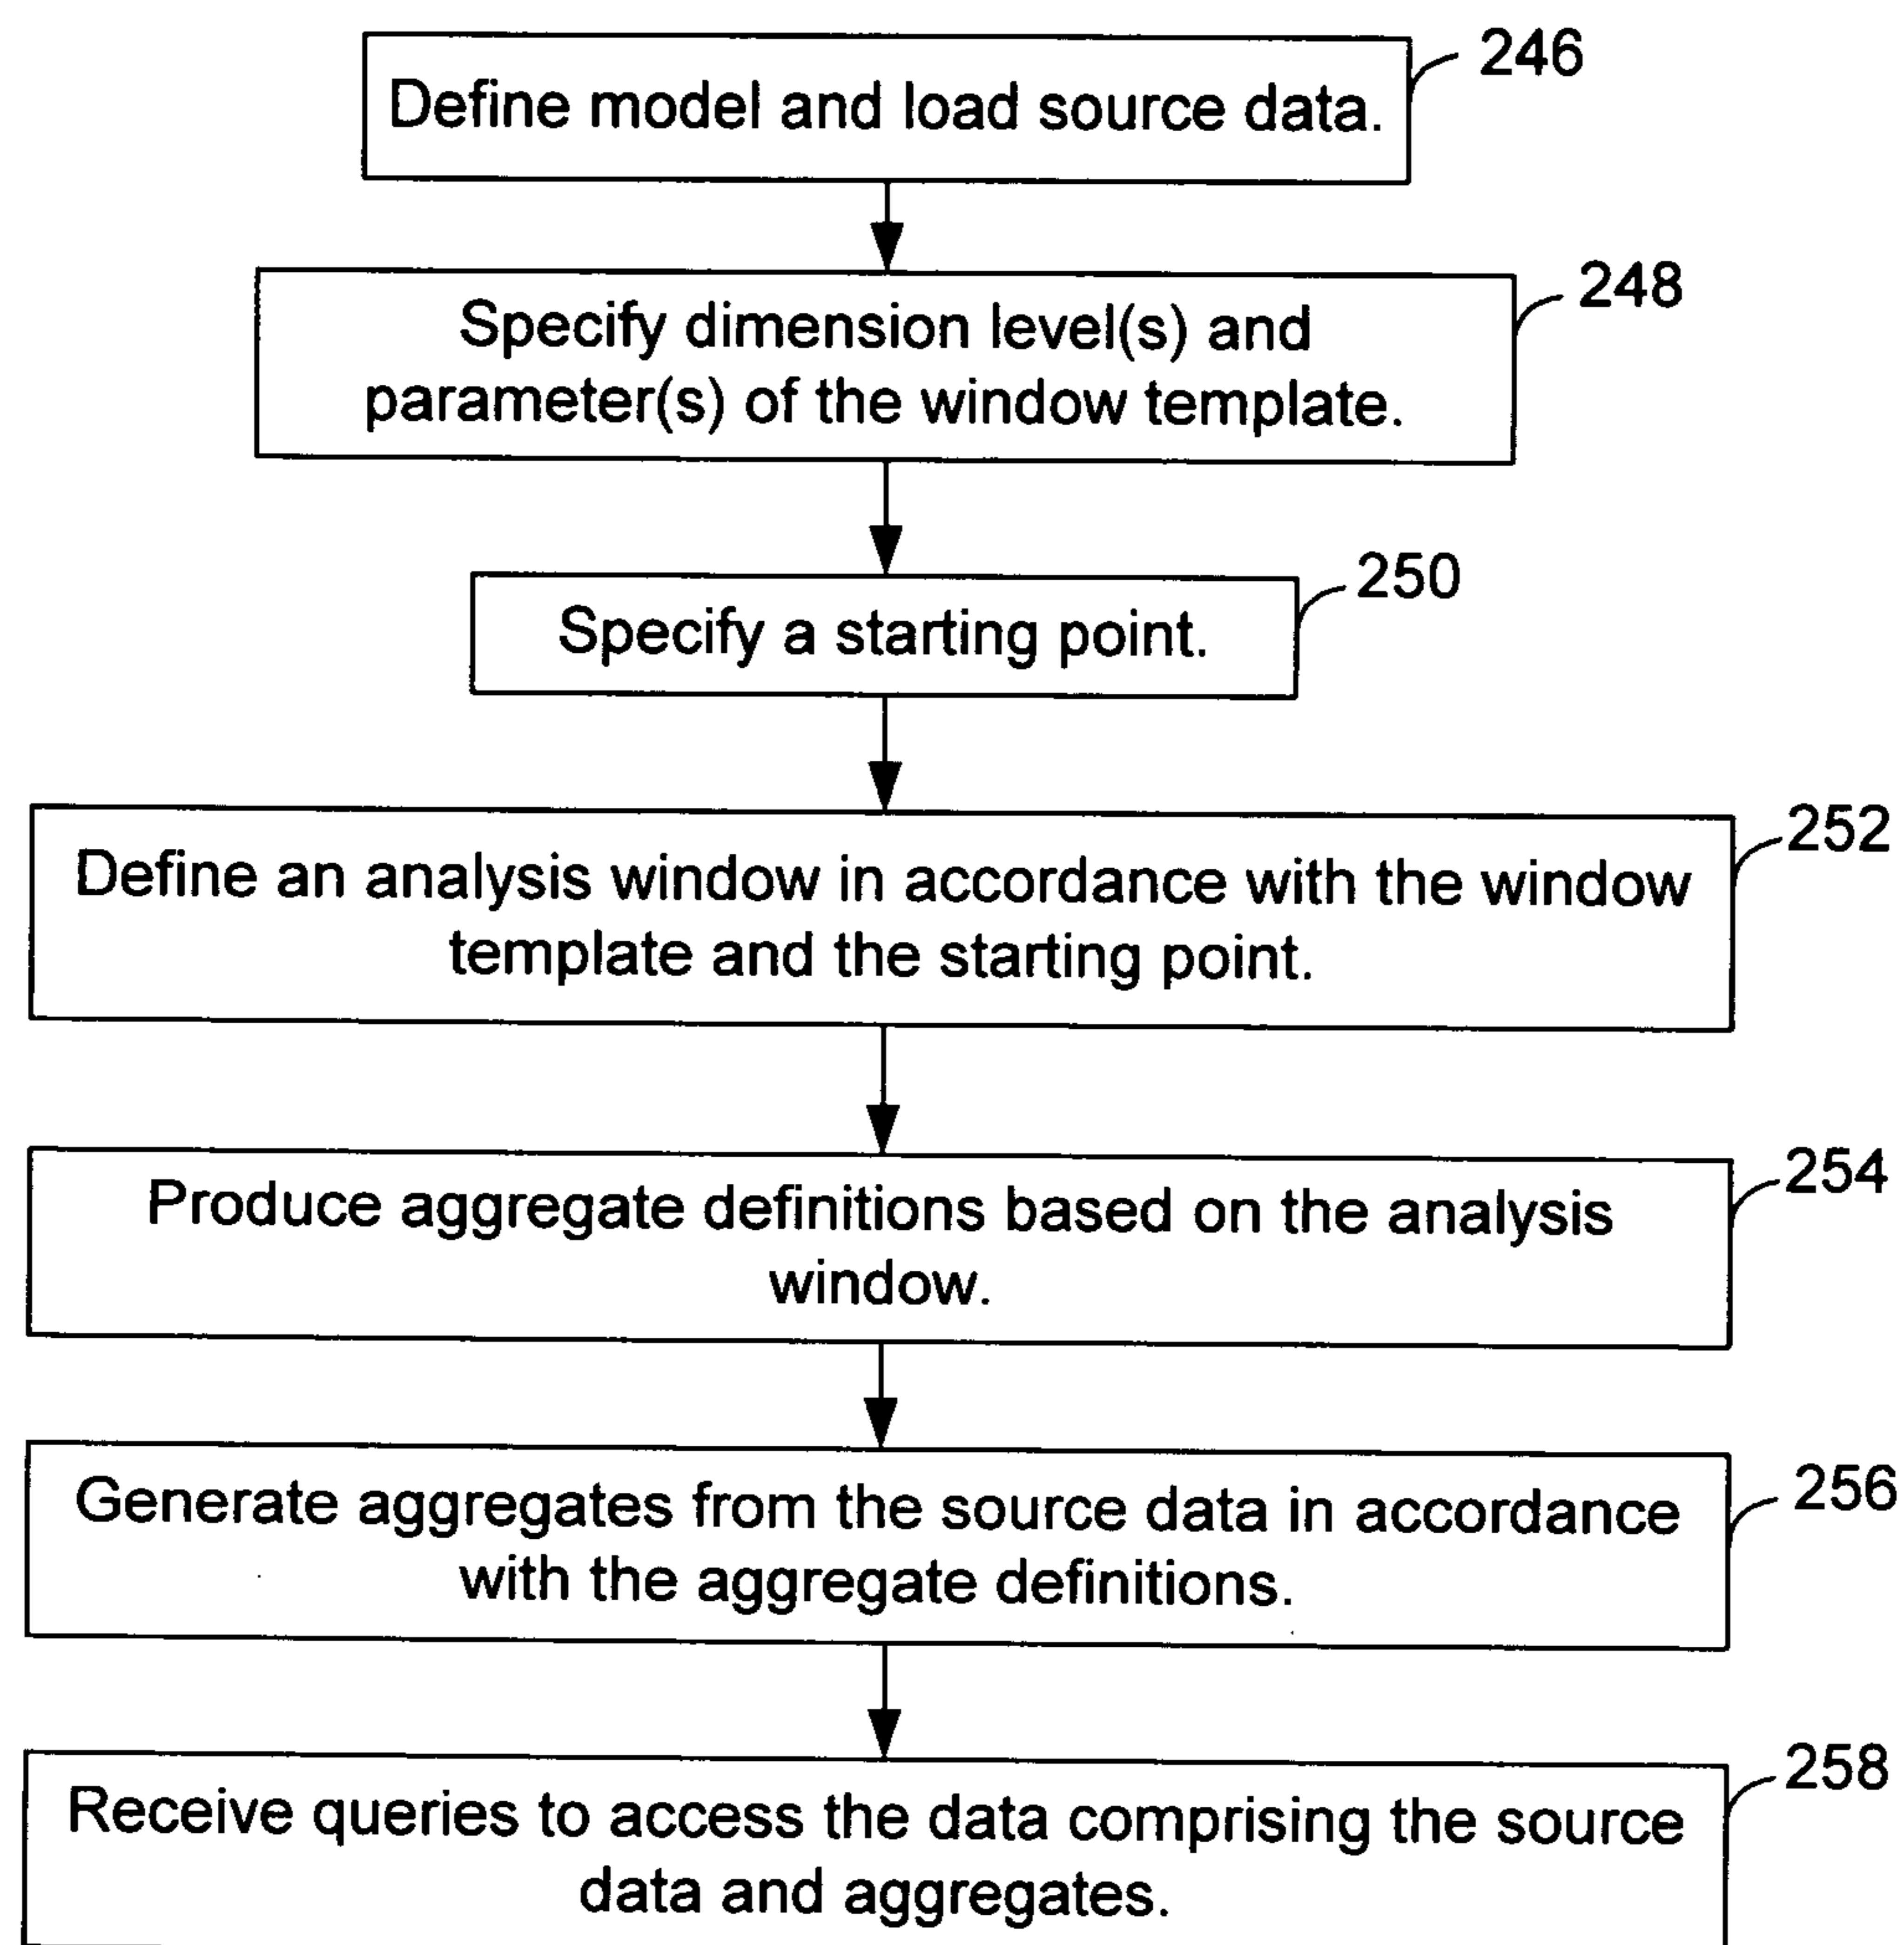 246
Define model and load source data.
248
Specify dimension level(s) and
parameter(s) of the window template.
250
Specify a starting point.
252
Define an analysis window in accordance with the window
template and the starting point.
254
Produce aggregate definitions based on the analysis
window.
256
Generate aggregates from the source data in accordance
with the aggregate definitions.
258
Receive queries to access the data comprising the source
data and aggregates.